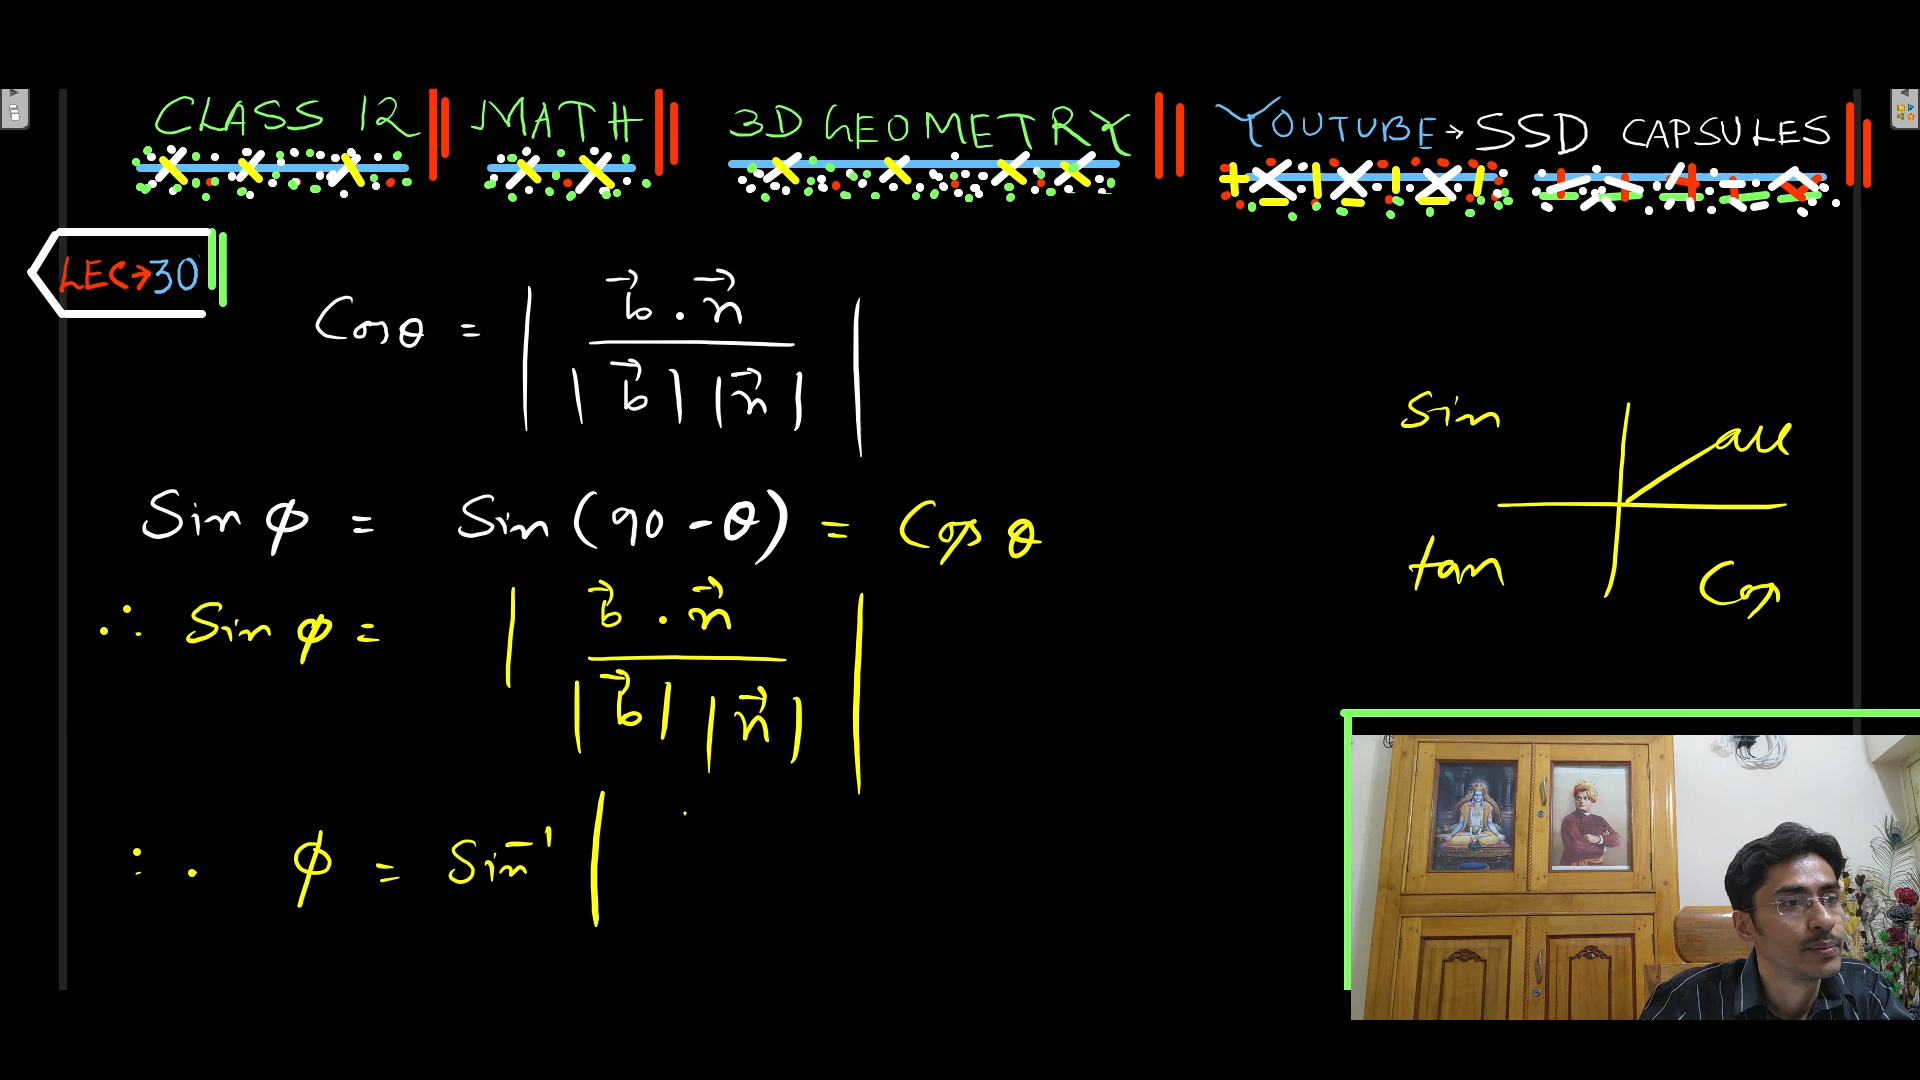 CLASS 12 || MATH || 3D GEOMETRY || YOUTUBE → SSD CAPSULES ||
LEC→30
Cosθ = | b⃗ . n⃗ / |b⃗| |n⃗| |
Sin ϕ = Sin (90 - θ) = Cos θ
∴ Sin ϕ = | b⃗ . n⃗ / |b⃗| |n⃗| |
∴ ϕ = Sin⁻¹ |
Sin all
tan Cos